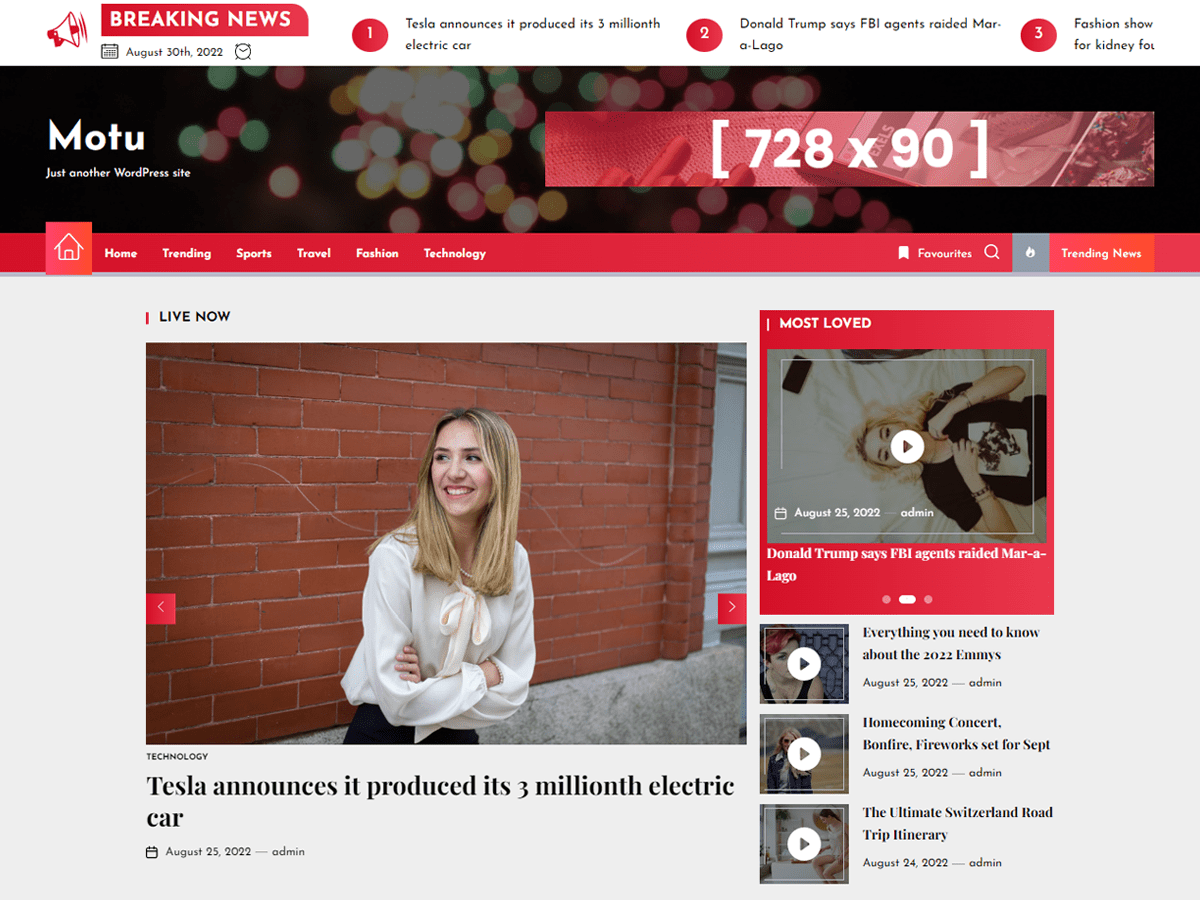 BREAKING NEWS
August 30th, 2022
1
Tesla announces it produced its 3 millionth
electric car
2
Donald Trump says FBI agents raided Mar-
a-Lago
3
Fashion show
for kidney
Motu
Just another WordPress site
[ 728 x 90 ]
Home
Trending
Sports
Travel
Fashion
Technology
Favourites
Trending News
LIVE NOW
TECHNOLOGY
Tesla announces it produced its 3 millionth electric
car
August 25, 2022 — admin
MOST LOVED
August 25, 2022 — admin
Donald Trump says FBI agents raided Mar-a-
Lago
Everything you need to know
about the 2022 Emmys
August 25, 2022 — admin
Homecoming Concert,
Bonfire, Fireworks set for Sept
August 25, 2022 — admin
The Ultimate Switzerland Road
Trip Itinerary
August 24, 2022 — admin